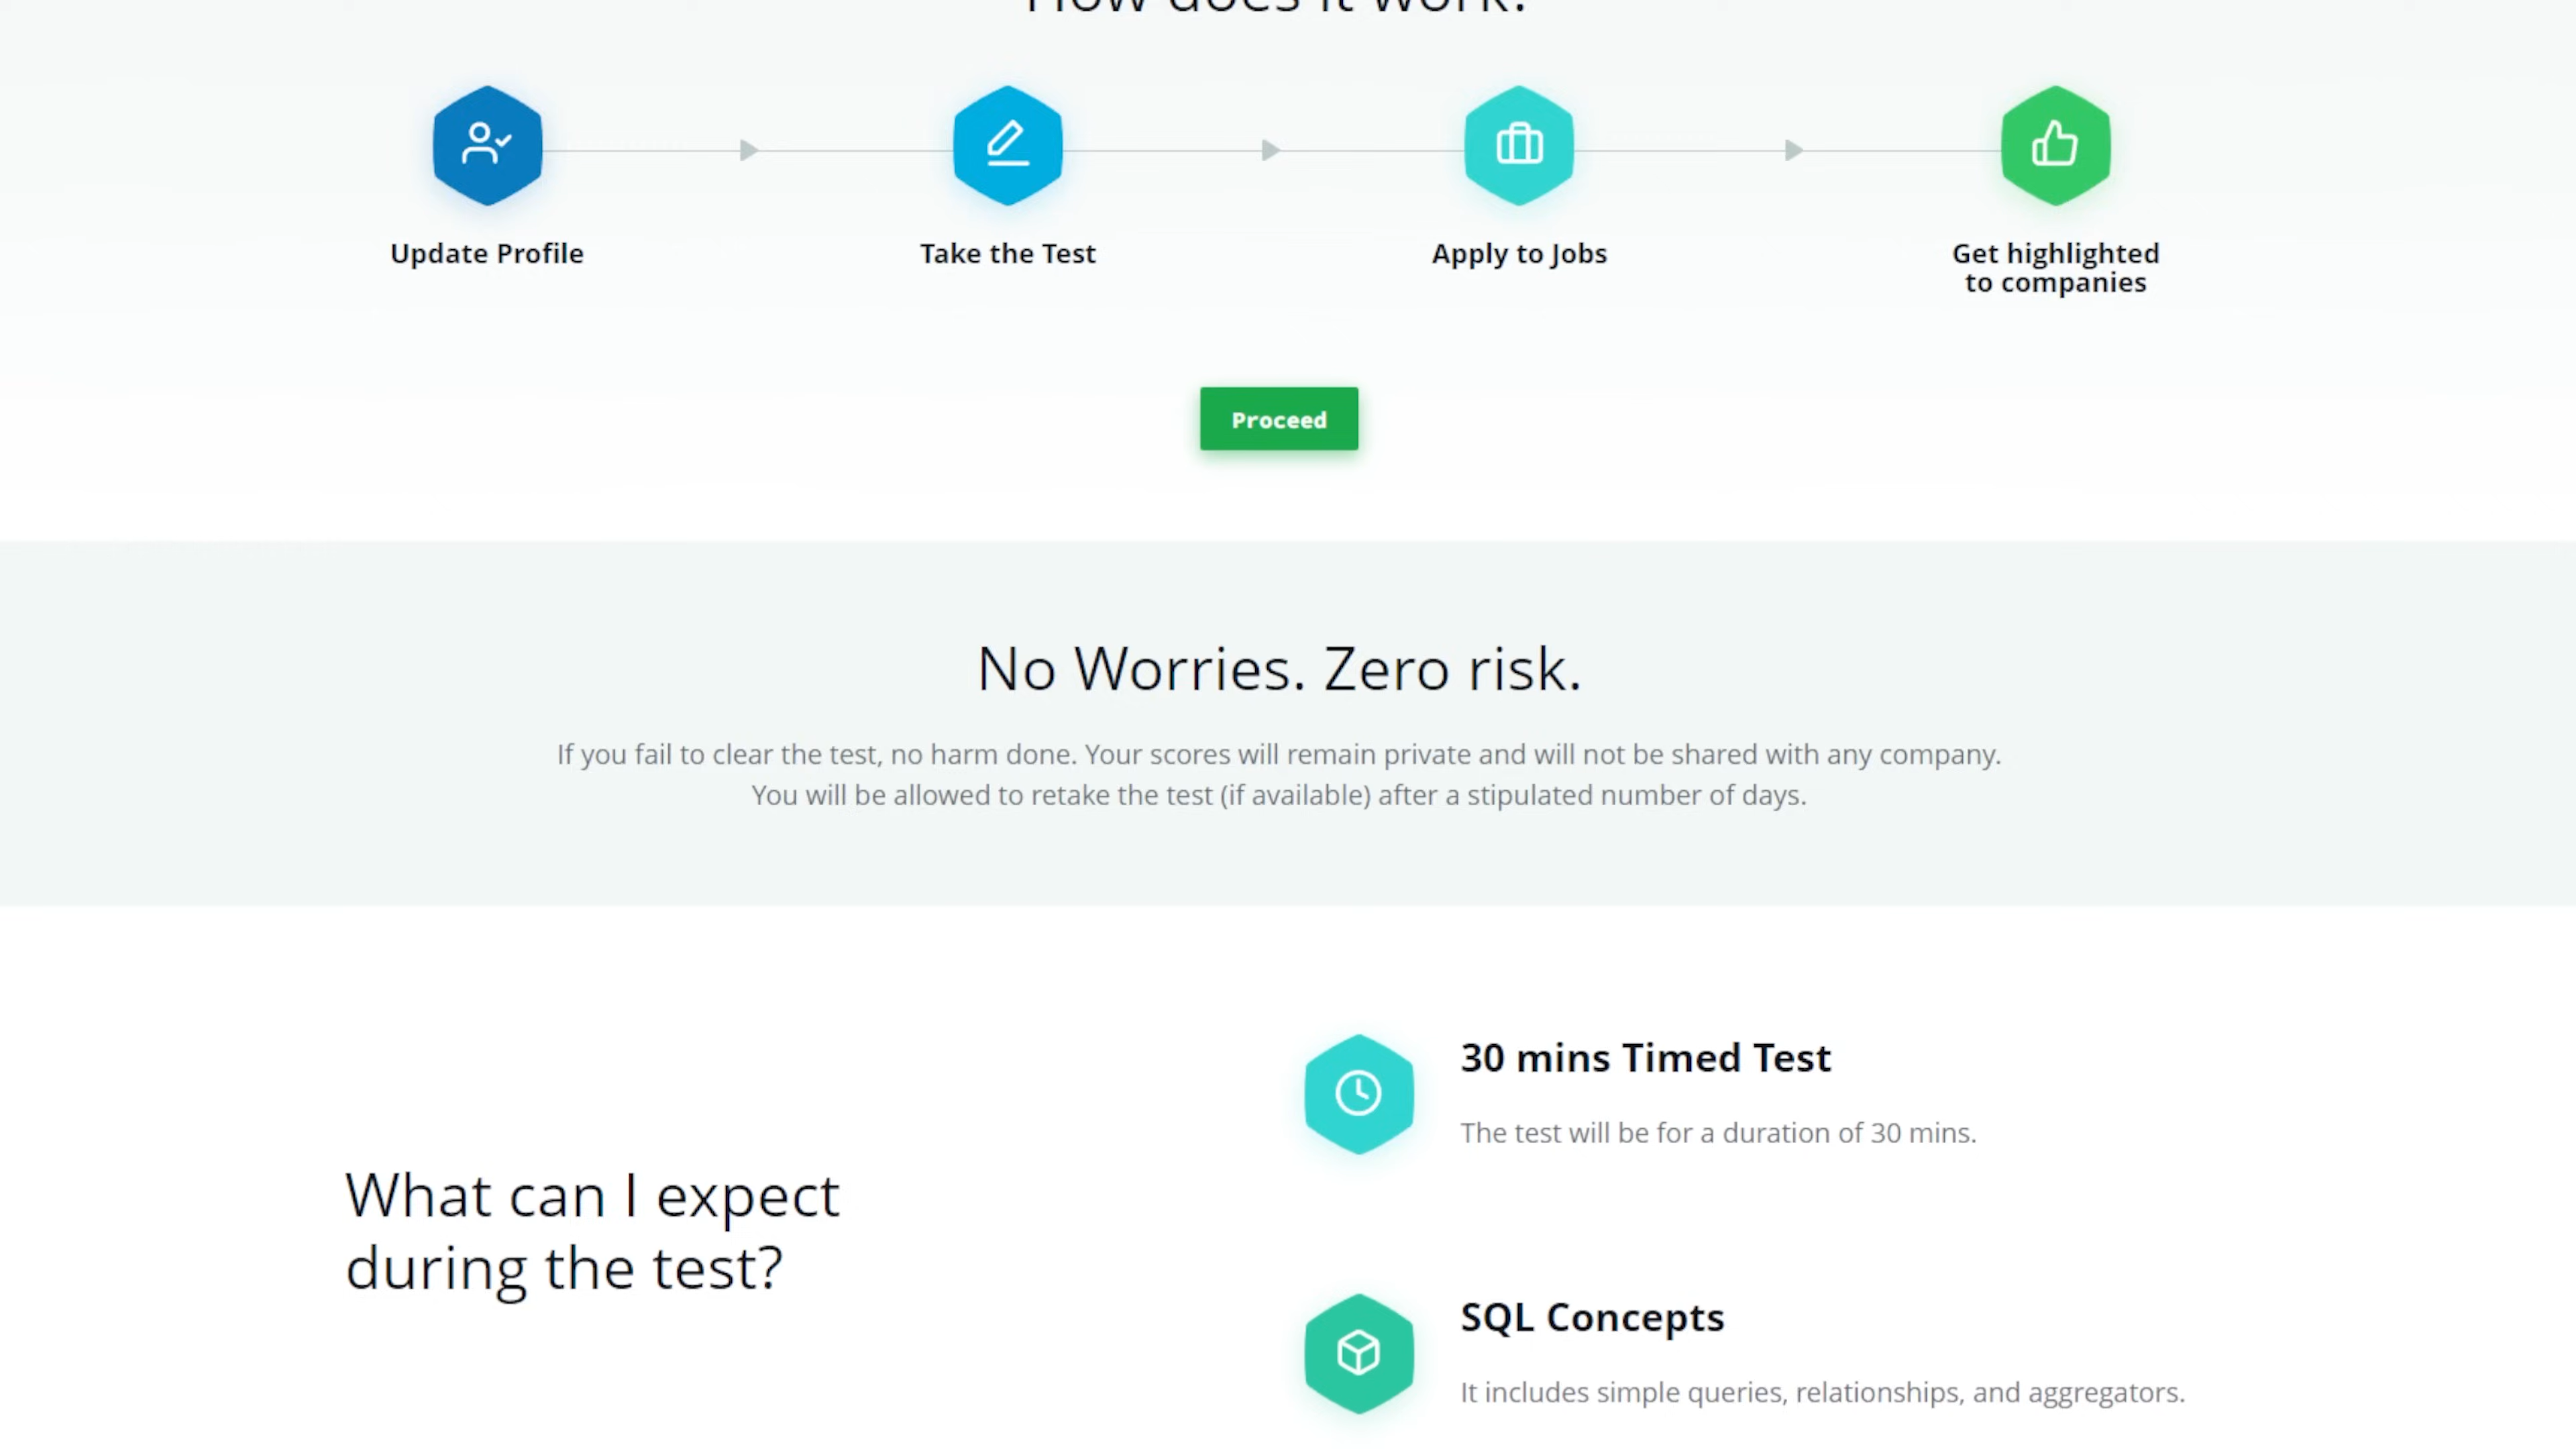 How does it work?
Update Profile
Take the Test
Apply to Jobs
Get highlighted
to companies
Proceed
No Worries. Zero risk.
If you fail to clear the test, no harm done. Your scores will remain private and will not be shared with any company.
You will be allowed to retake the test (if available) after a stipulated number of days.
What can I expect
during the test?
30 mins Timed Test
The test will be for a duration of 30 mins.
SQL Concepts
It includes simple queries, relationships, and aggregators.